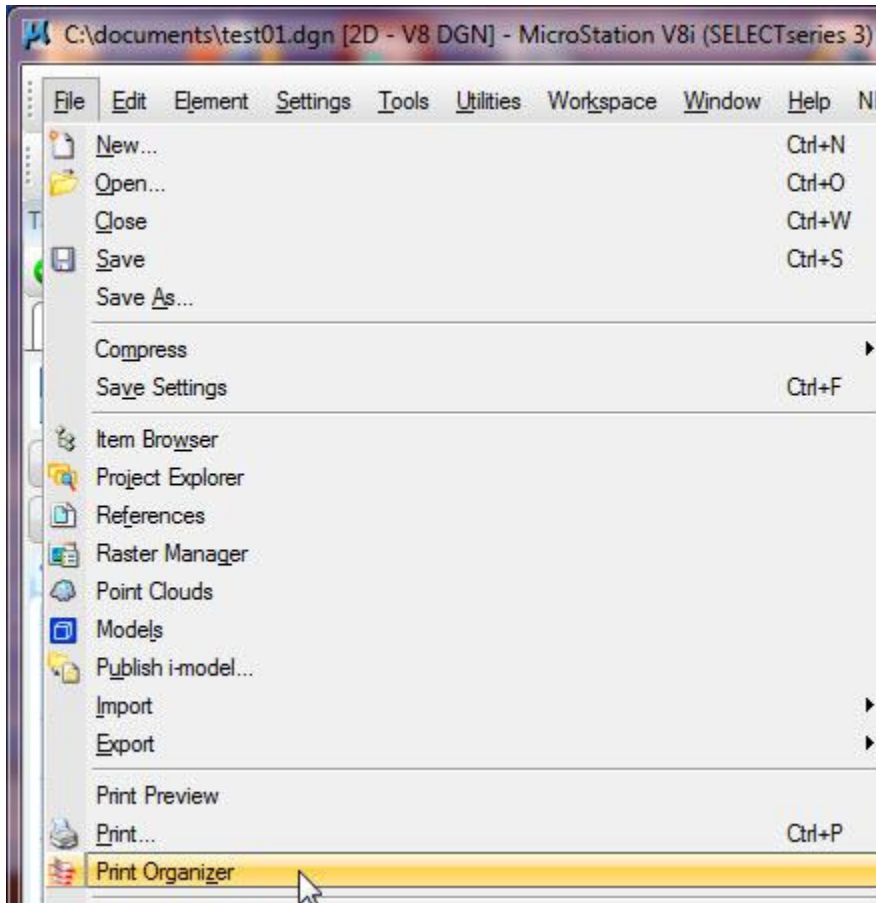 C:\documents\test01.dgn [2D - V8 DGN] - MicroStation V8i (SELECTseries 3)
File Edit Element Settings Tools Utilities Workspace Window Help
New... Ctrl+N
Open... Ctrl+O
Close Ctrl+W
Save Ctrl+S
Save As...
Compress
Save Settings Ctrl+F
Item Browser
Project Explorer
References
Raster Manager
Point Clouds
Models
Publish i-model...
Import
Export
Print Preview
Print... Ctrl+P
Print Organizer